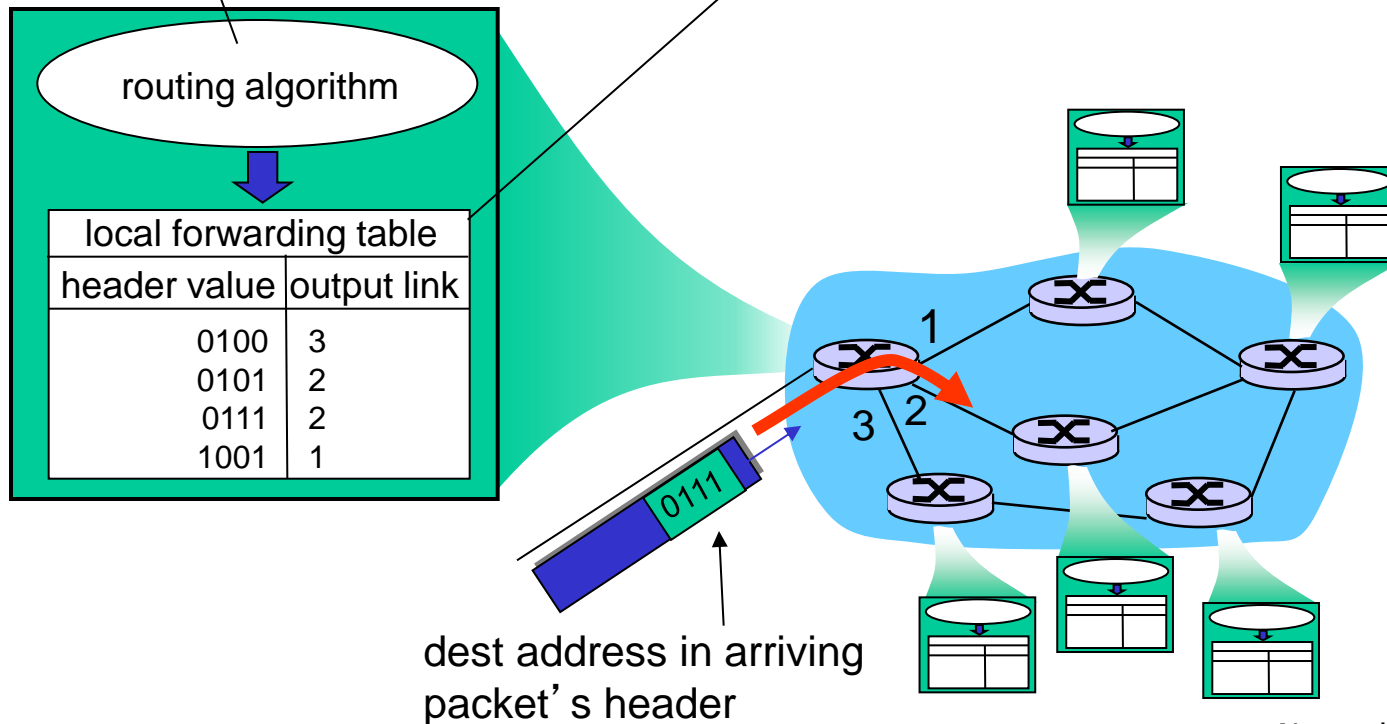 routing algorithm
local forwarding table
header value output link
0100 3
0101 2
0111 2
1001 1
1
2
3
0111
dest address in arriving
packet's header